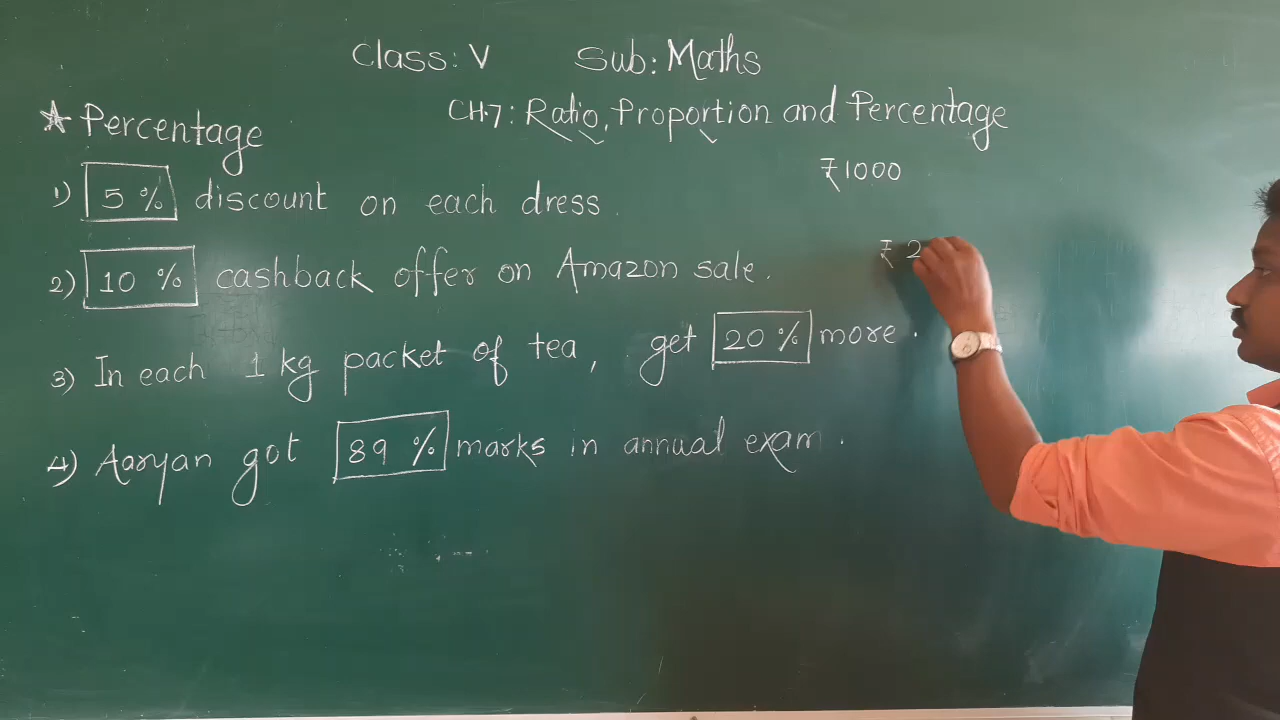 Class: V Sub: Maths
CH.7: Ratio, Proportion and Percentage
★ Percentage
₹1000
1) 5 % discount on each dress.
₹ 2
2) 10 % cashback offer on Amazon sale.
3) In each 1 kg packet of tea, get 20 % more.
4) Aaryan got 89 % marks in annual exam.